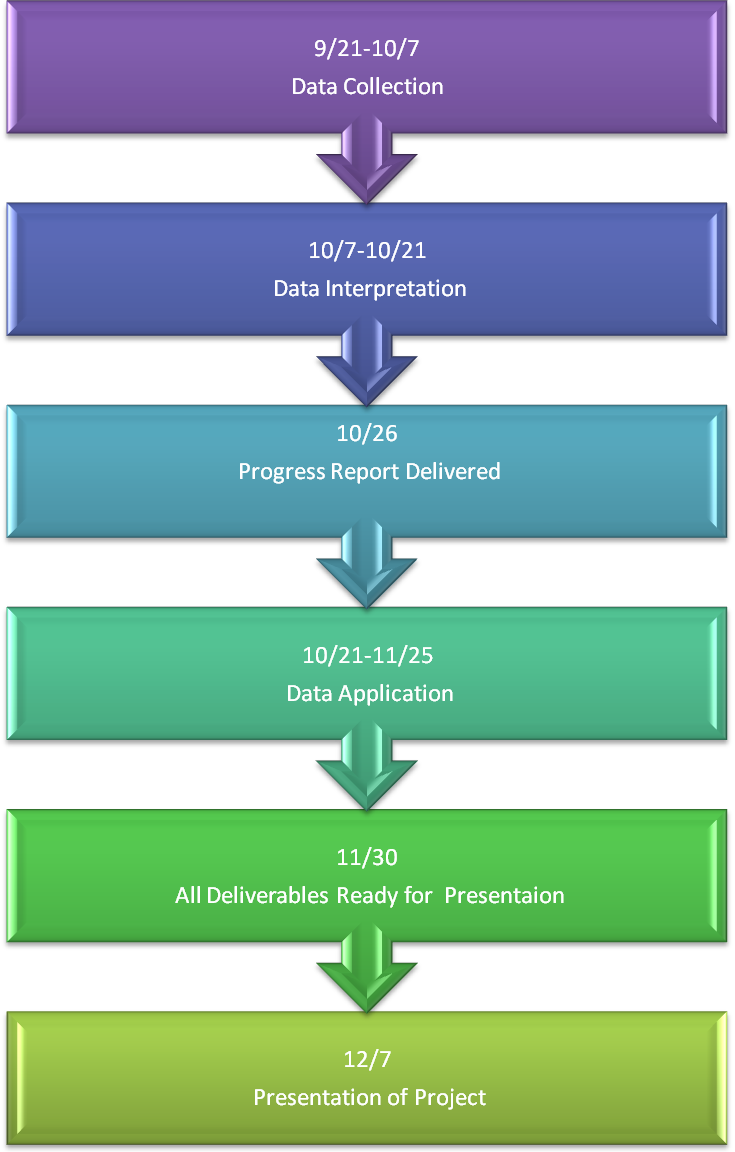 9/21-10/7
Data Collection
10/7-10/21
Data Interpretation
10/26
Progress Report Delivered
10/21-11/25
Data Application
11/30
All Deliverables Ready for  Presentaion
12/7
Presentation of Project